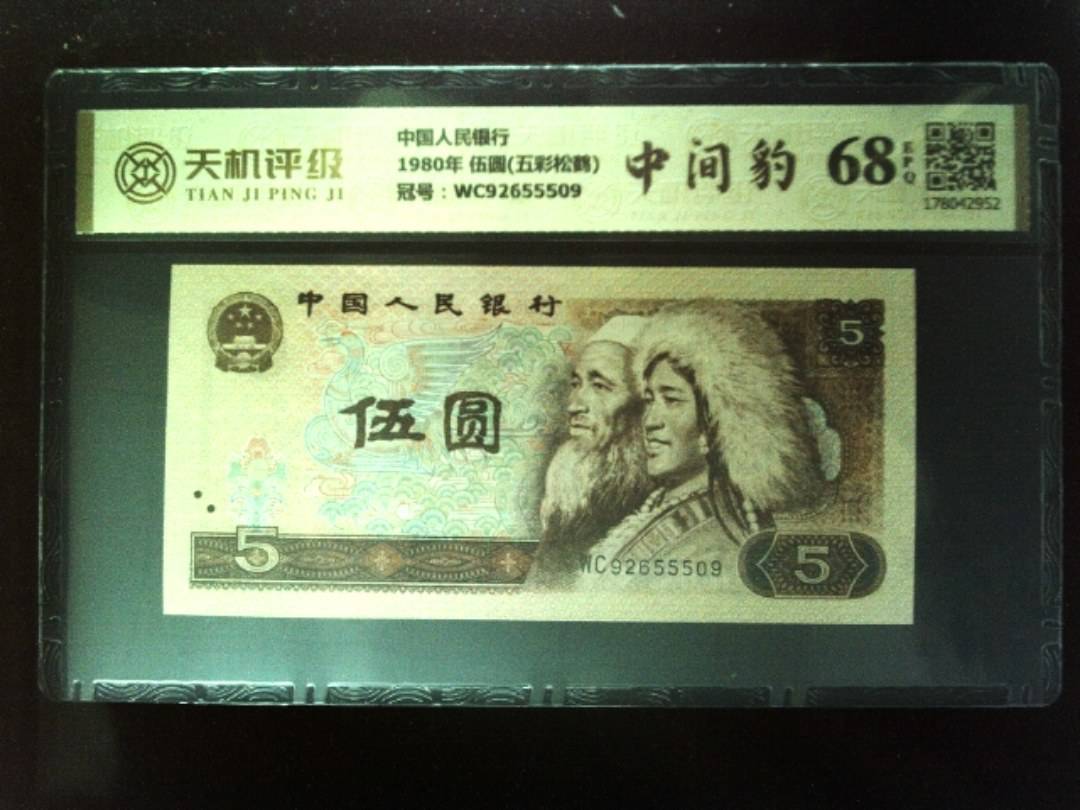 天机评级
TIAN JI PING JI
中国人民银行
1980年 伍圆(五彩松鹤)
冠号：WC92655509
中间豹
68
EPQ
178042952
中国人民银行
5
伍圆
5
WC92655509
5